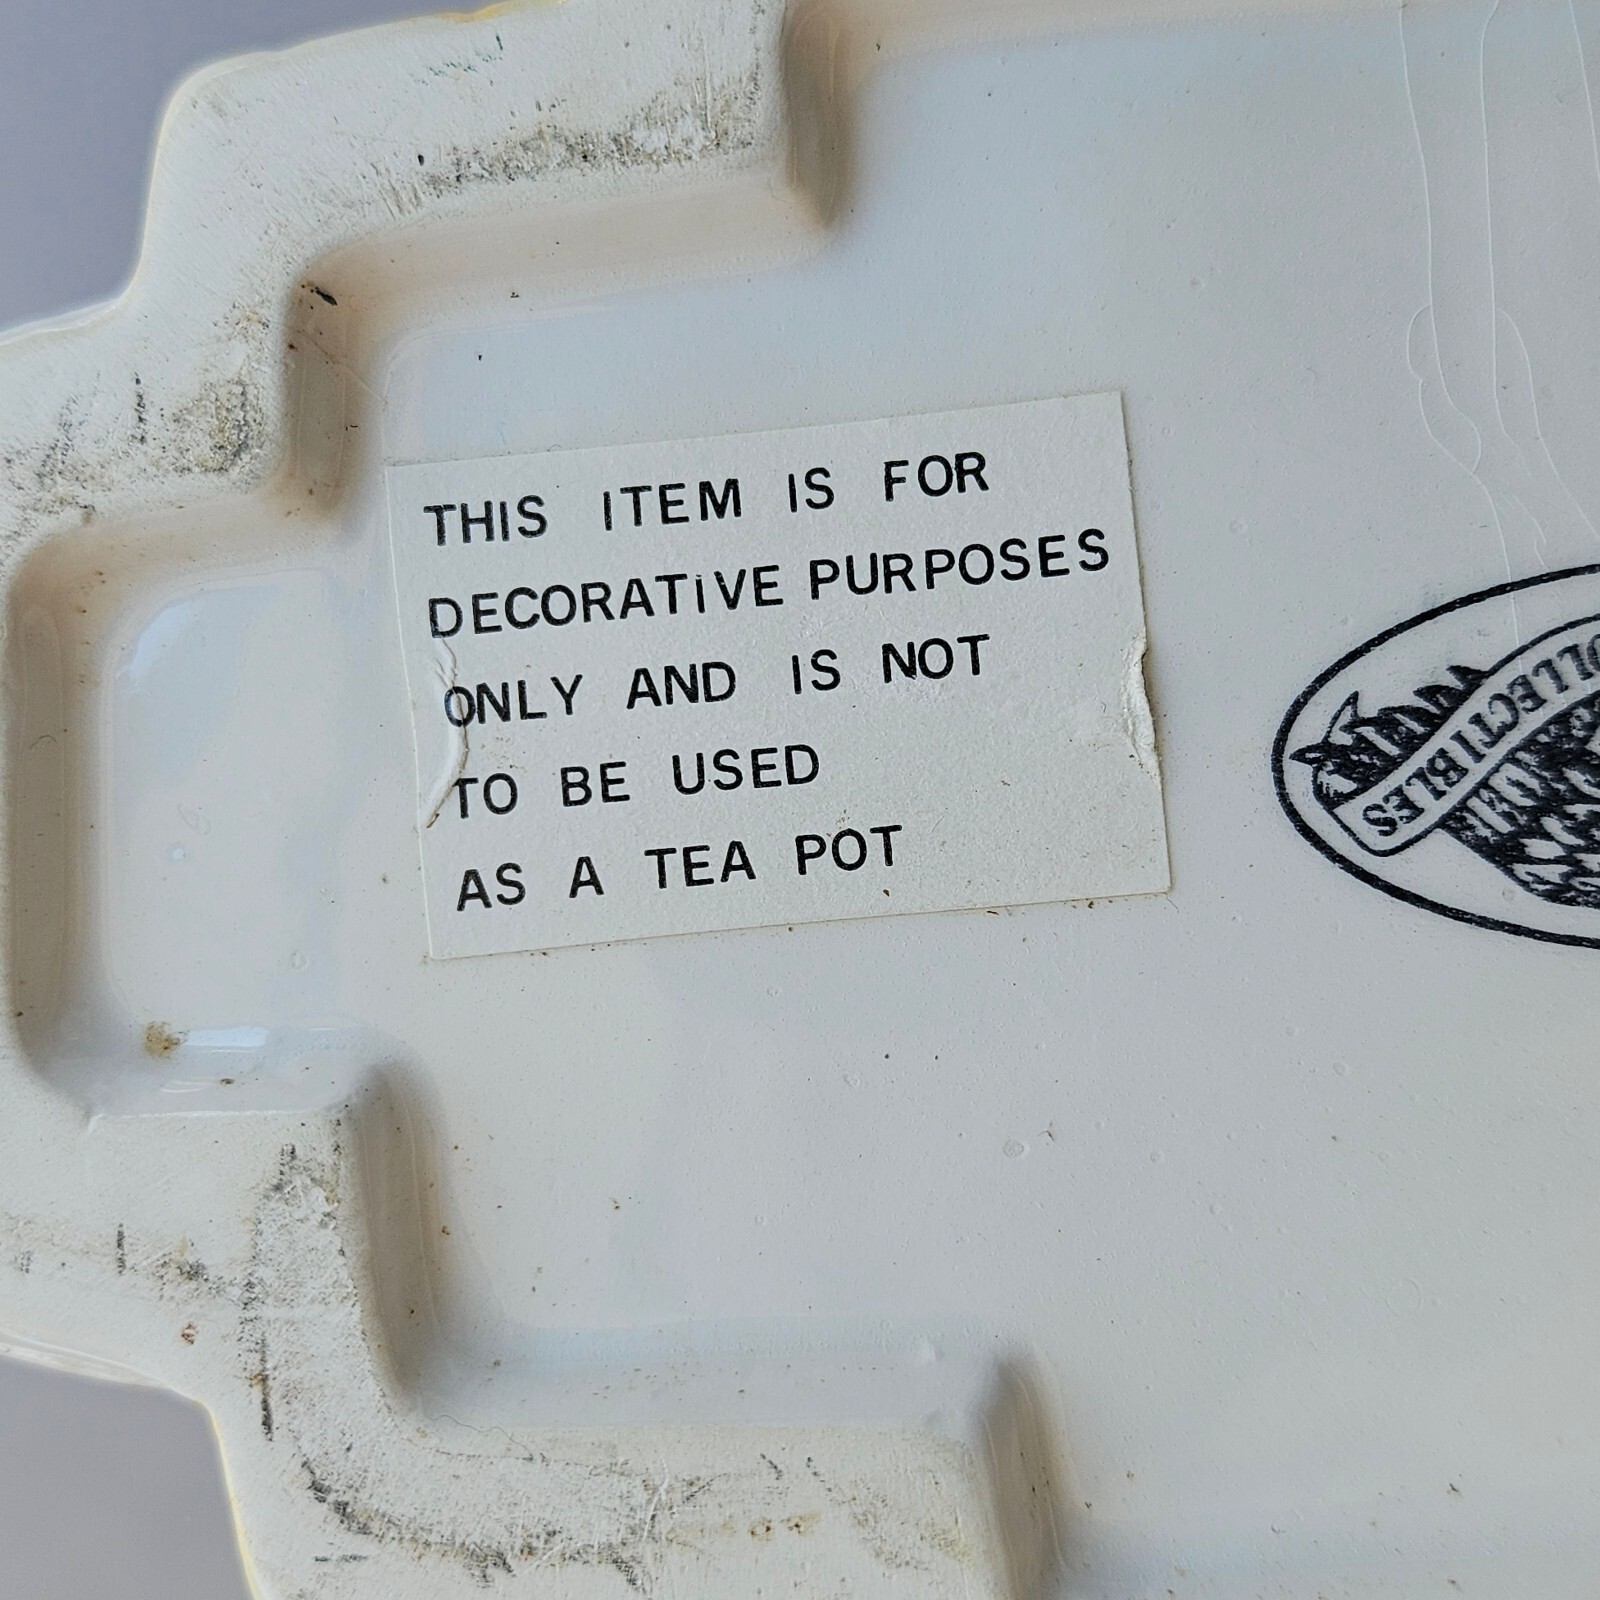 THIS ITEM IS FOR
DECORATiVE PURPOSES
ONLY AND IS NOT
TO BE USED
AS A TEA POT